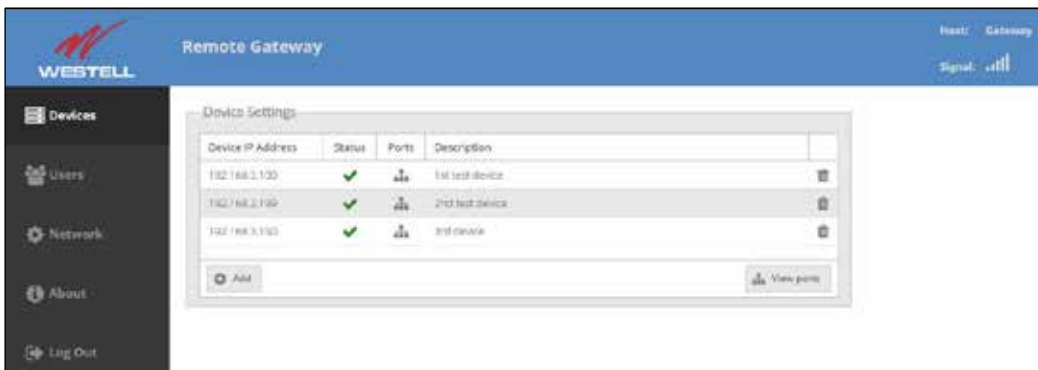 WESTELL
Remote Gateway
Host: Gateway
Signal:
Devices
Users
Network
About
Log Out
Device Settings
Device IP Address Status Ports Description
1st test device
2nd test device
3rd device
Add
View ports